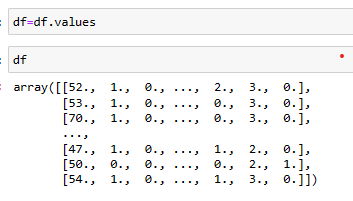 df=df.values
df
array([[52., 1., 0., ..., 2., 3., 0.],
[53., 1., 0., ..., 0., 3., 0.],
[70., 1., 0., ..., 0., 3., 0.],
...,
[47., 1., 0., ..., 1., 2., 0.],
[50., 0., 0., ..., 0., 2., 1.],
[54., 1., 0., ..., 1., 3., 0.]])